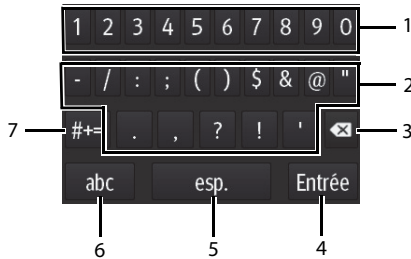 1 2 3 4 5 6 7 8 9 0 1
- / : ; ( ) $ & @ " 2
7 #+= . , ? ! ' 3
abc esp. Entrée
6 5 4